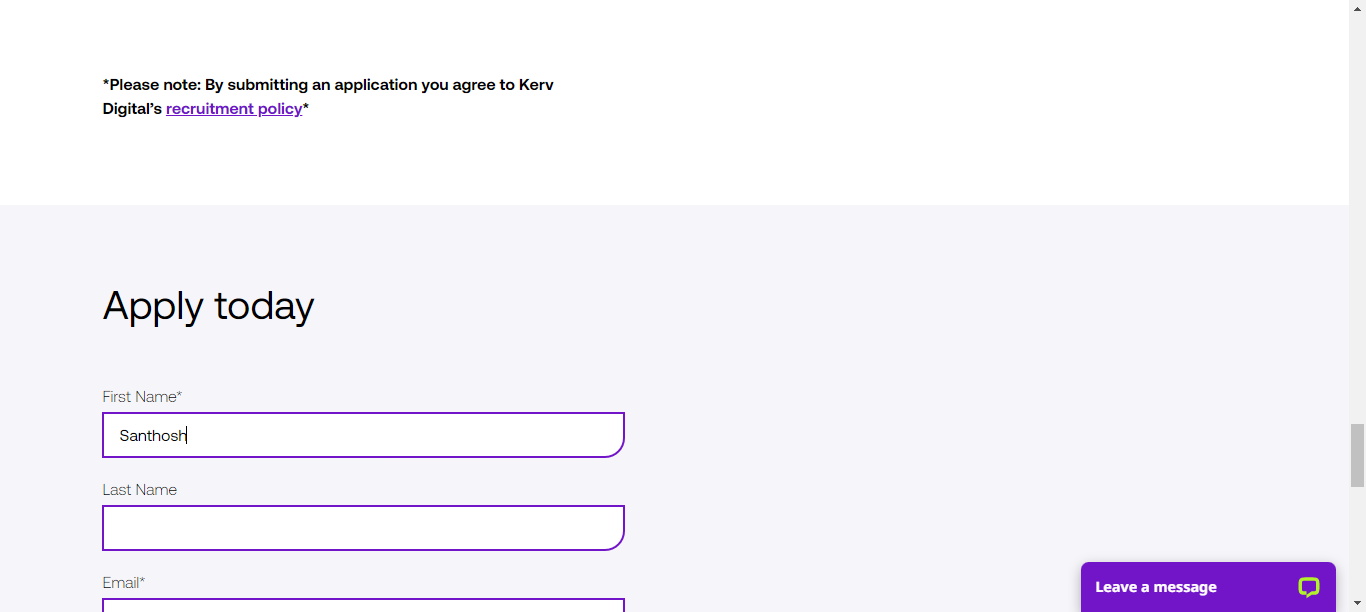 *Please note: By submitting an application you agree to Kerv
Digital’s recruitment policy*
Apply today
First Name*
Santhosh
Last Name
Email*
Leave a message